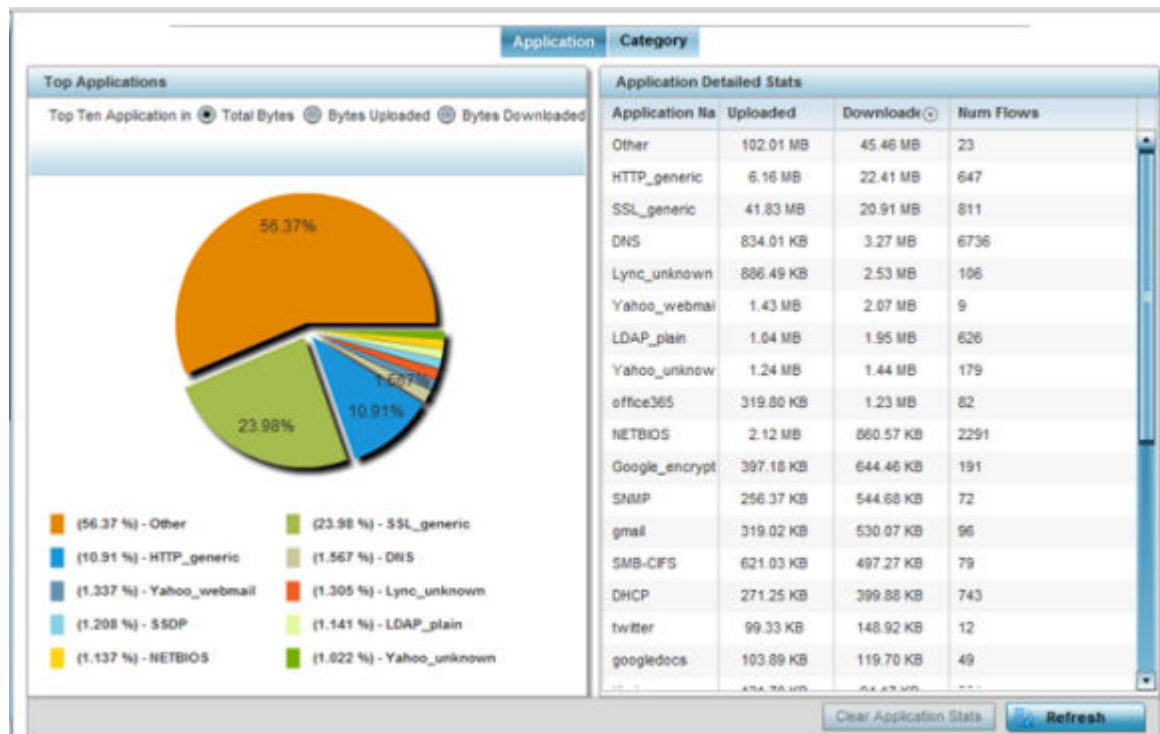 Application Category
Top Applications
Top Ten Application in Total Bytes Bytes Uploaded Bytes Downloaded
56.37%
1.567%
10.91%
23.98%
(56.37 %) - Other (23.98 %) - SSL_generic
(10.91 %) - HTTP_generic (1.567 %) - DNS
(1.337 %) - Yahoo_webmail (1.305 %) - Lync_unknown
(1.208 %) - SSDP (1.141 %) - LDAP_plain
(1.137 %) - NETBIOS (1.022 %) - Yahoo_unknown
Application Detailed Stats
Application Na Uploaded Downloade Num Flows
Other 102.01 MB 45.46 MB 23
HTTP_generic 6.16 MB 22.41 MB 647
SSL_generic 41.83 MB 20.91 MB 811
DNS 834.01 KB 3.27 MB 6736
Lync_unknown 886.49 KB 2.53 MB 106
Yahoo_webmai 1.43 MB 2.07 MB 9
LDAP_plain 1.04 MB 1.95 MB 626
Yahoo_unknow 1.24 MB 1.44 MB 179
office365 319.80 KB 1.23 MB 82
NETBIOS 2.12 MB 860.57 KB 2291
Google_encrypt 397.18 KB 644.46 KB 191
SNMP 256.37 KB 544.68 KB 72
gmail 319.02 KB 530.07 KB 96
SMB-CIFS 621.03 KB 497.27 KB 79
DHCP 271.25 KB 399.88 KB 743
twitter 99.33 KB 148.92 KB 12
googledocs 103.89 KB 119.70 KB 49
Clear Application Stats Refresh